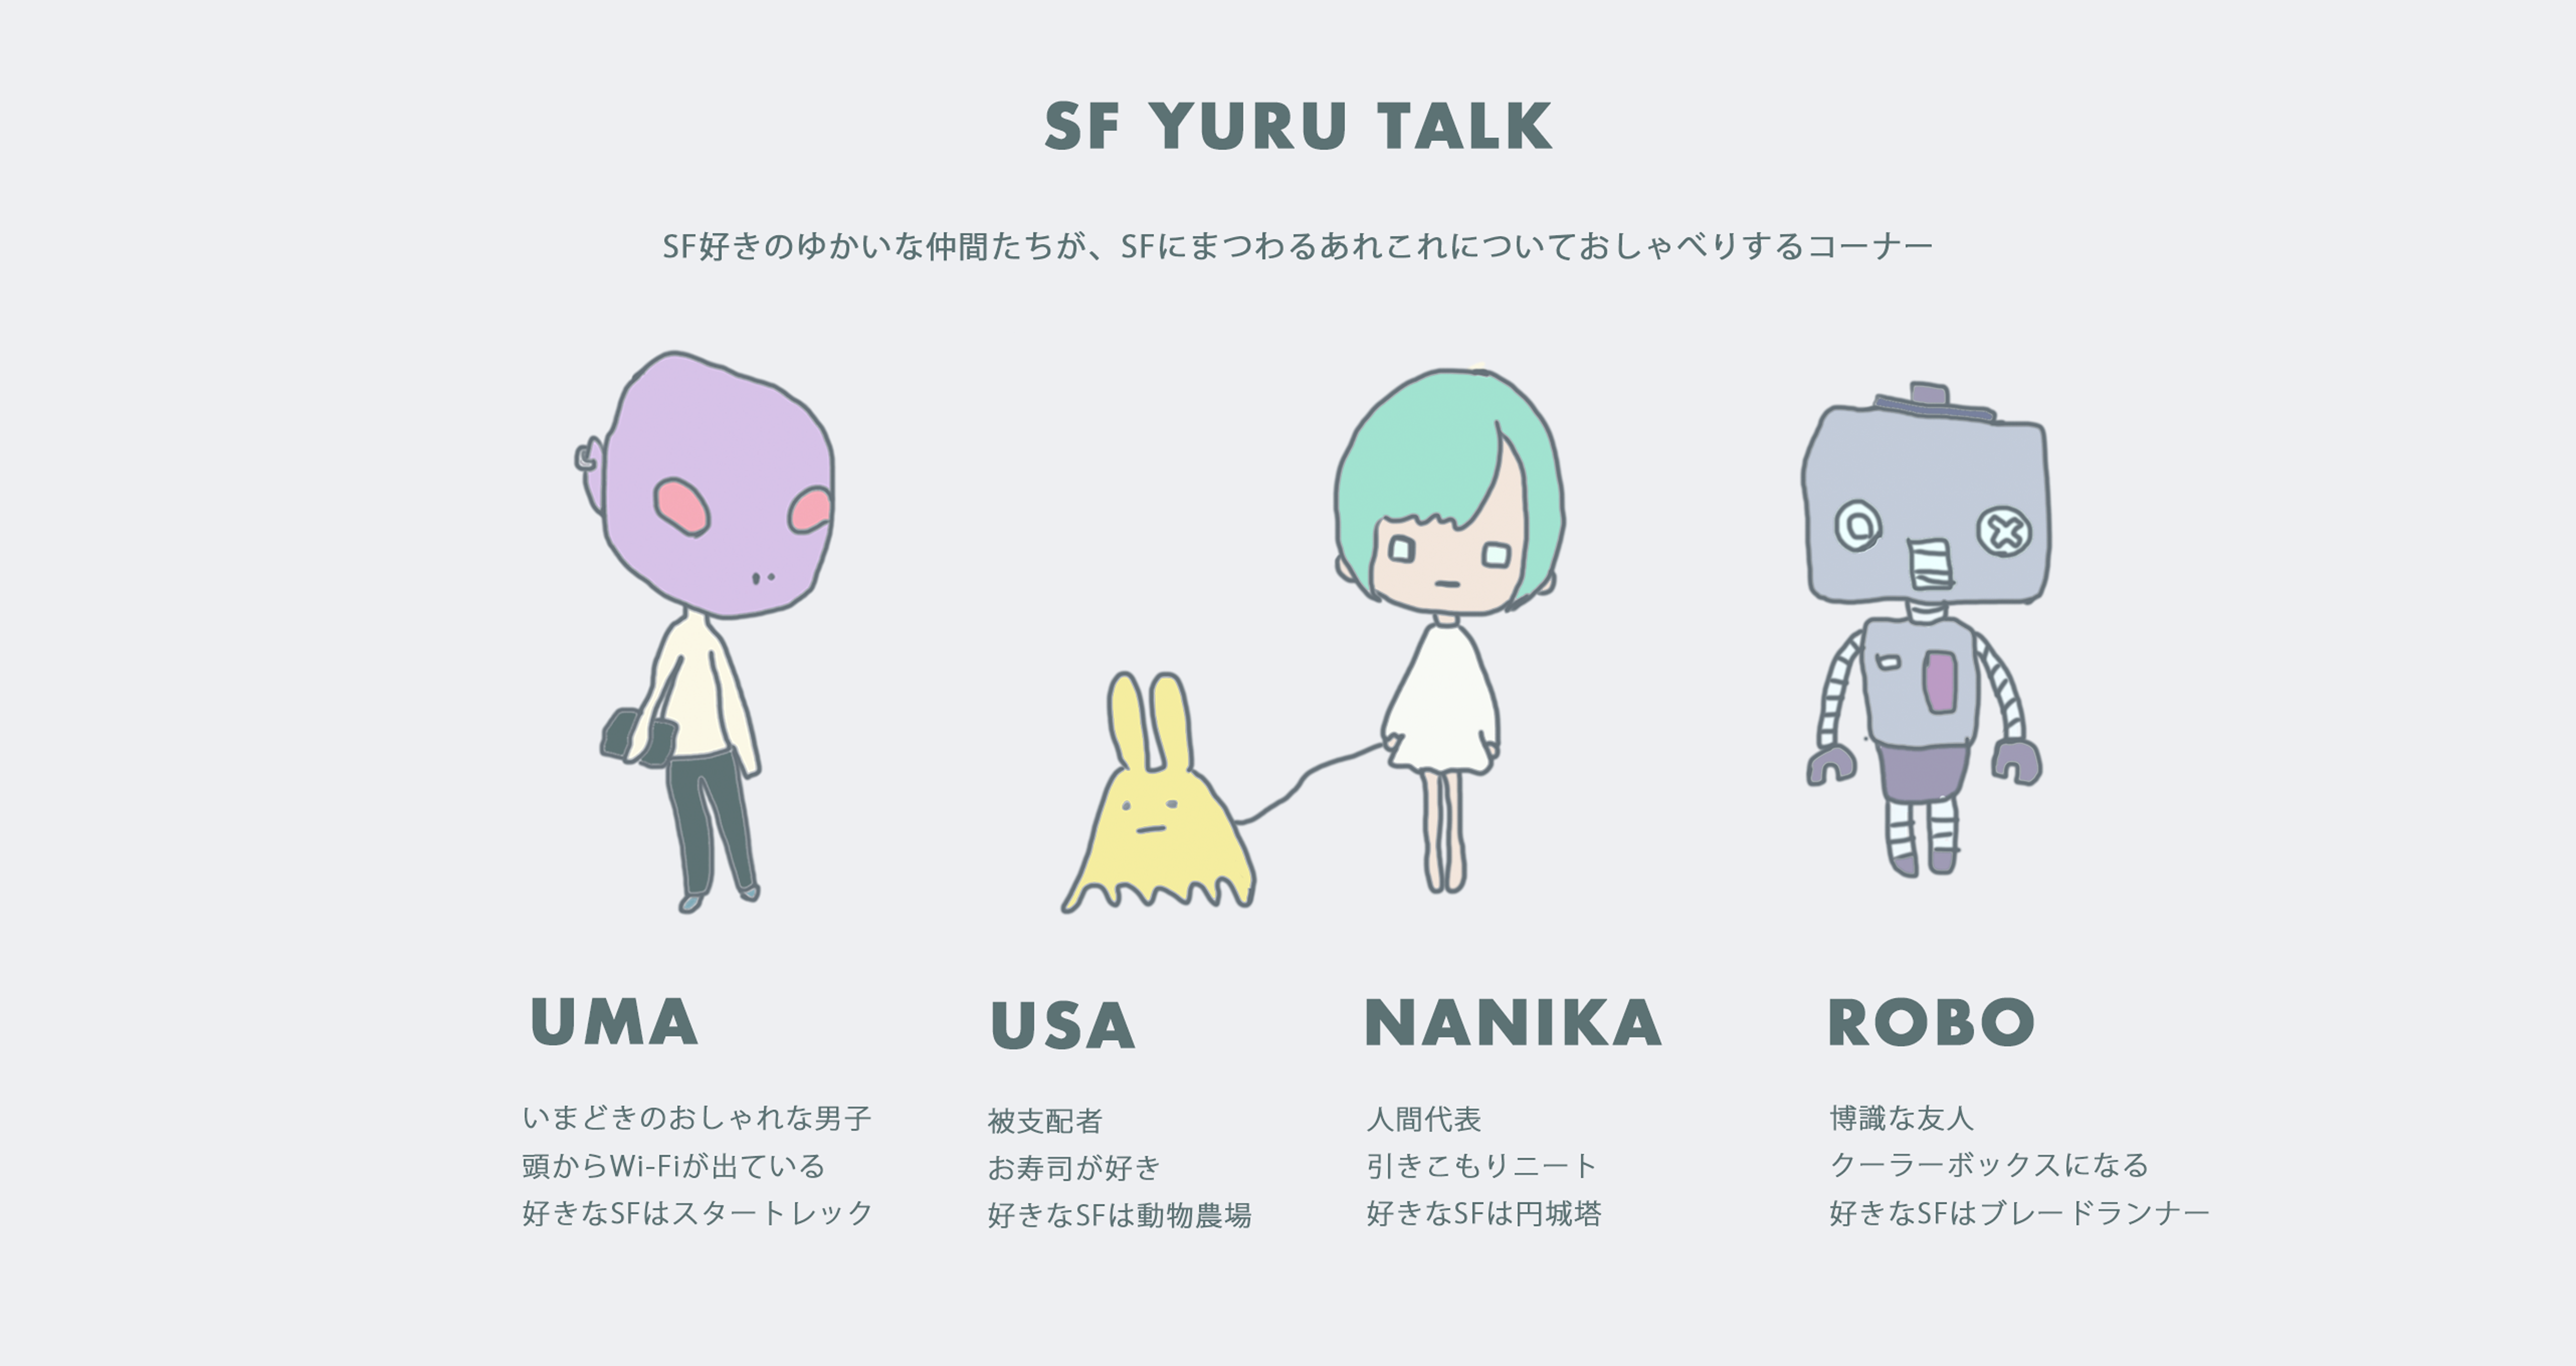 SF YURU TALK
SF好きのゆかいな仲間たちが、SFにまつわるあれこれについておしゃべりするコーナー
UMA
いまどきのおしゃれな男子
頭からWi-Fiが出ている
好きなSFはスタートレック
USA
被支配者
お寿司が好き
好きなSFは動物農場
NANIKA
人間代表
引きこもりニート
好きなSFは円城塔
ROBO
博識な友人
クーラーボックスになる
好きなSFはブレードランナー